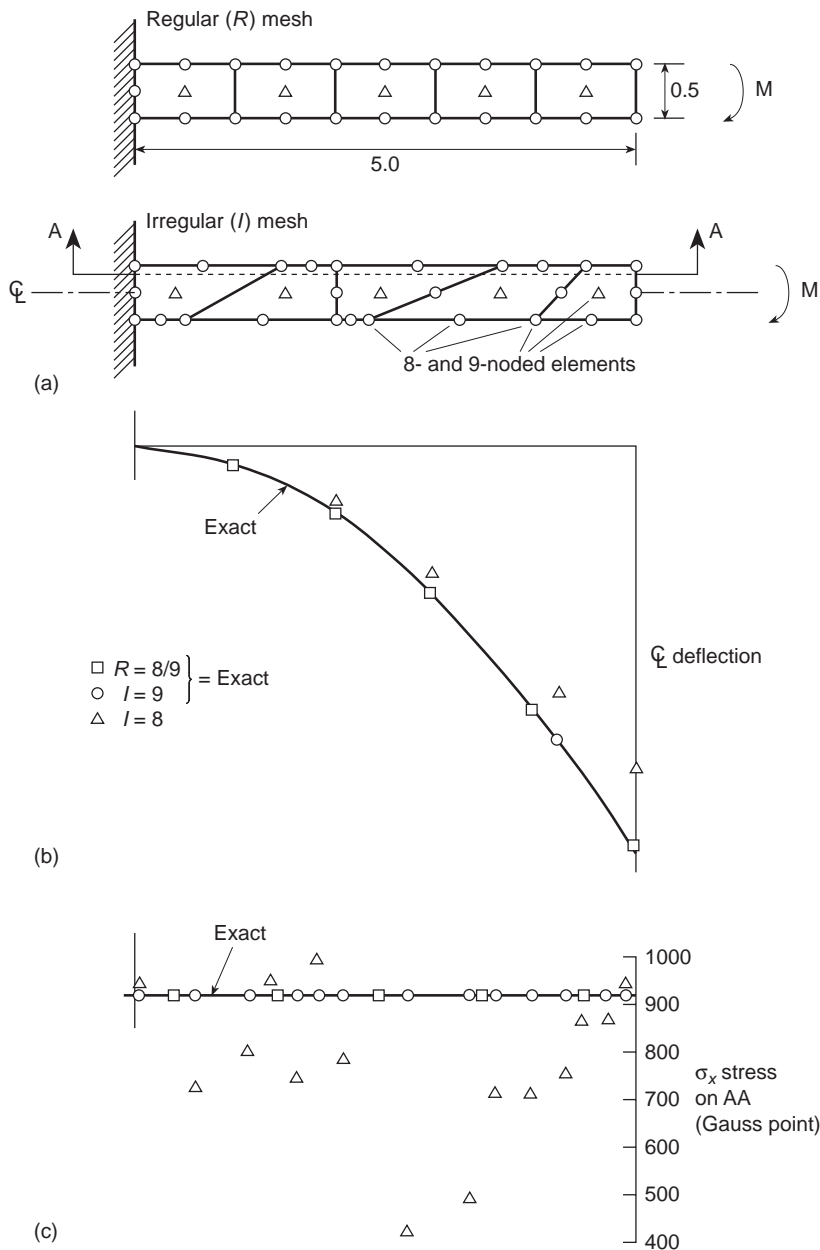 Regular (R) mesh
0.5
M
5.0
Irregular (I) mesh
A
A
℄
M
8- and 9-noded elements
(a)
Exact
℄ deflection
R = 8/9
I = 9
= Exact
I = 8
(b)
Exact
1000
900
800
700
600
500
400
σx stress
on AA
(Gauss point)
(c)